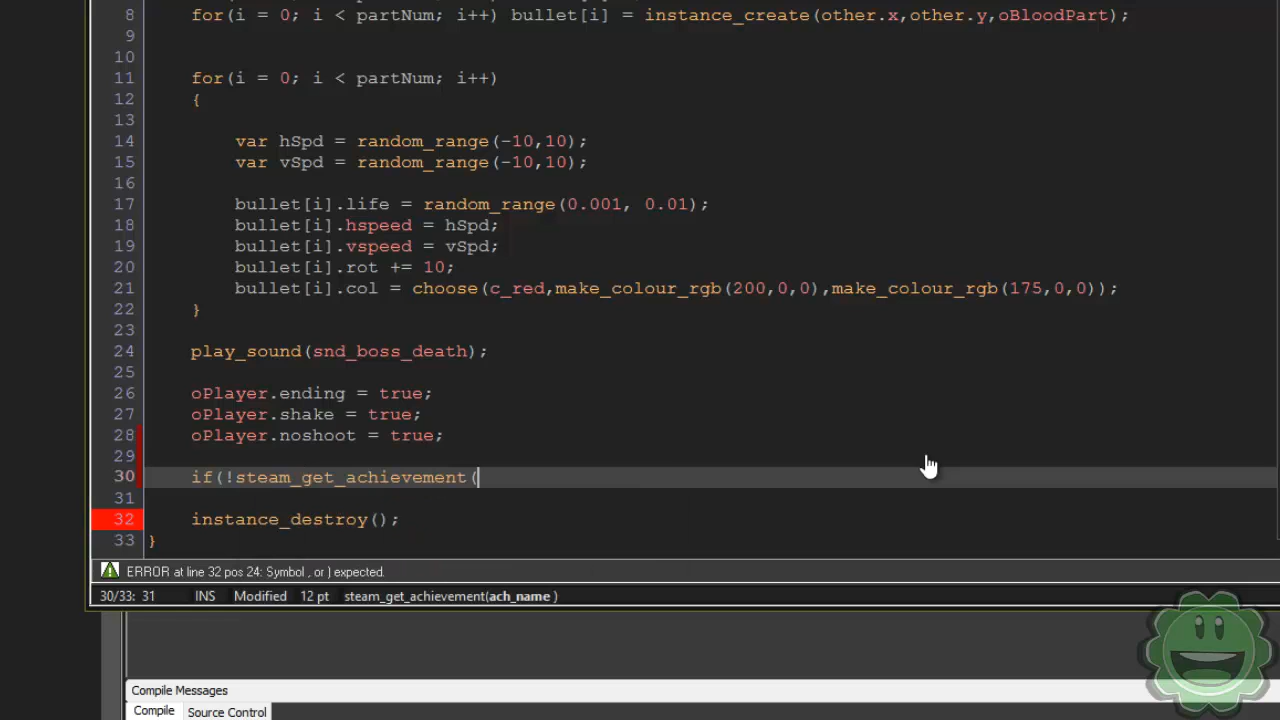 8 for(i = 0; i < partNum; i++) bullet[i] = instance_create(other.x,other.y,oBloodPart);
9
10
11 for(i = 0; i < partNum; i++)
12 {
13
14 var hSpd = random_range(-10,10);
15 var vSpd = random_range(-10,10);
16
17 bullet[i].life = random_range(0.001, 0.01);
18 bullet[i].hspeed = hSpd;
19 bullet[i].vspeed = vSpd;
20 bullet[i].rot += 10;
21 bullet[i].col = choose(c_red,make_colour_rgb(200,0,0),make_colour_rgb(175,0,0));
22 }
23
24 play_sound(snd_boss_death);
25
26 oPlayer.ending = true;
27 oPlayer.shake = true;
28 oPlayer.noshoot = true;
29
30 if(!steam_get_achievement(
31
32 instance_destroy();
33 }
ERROR at line 32 pos 24: Symbol , or ) expected.
30/33: 31 INS Modified 12 pt steam_get_achievement(ach_name )
Compile Messages
Compile Source Control